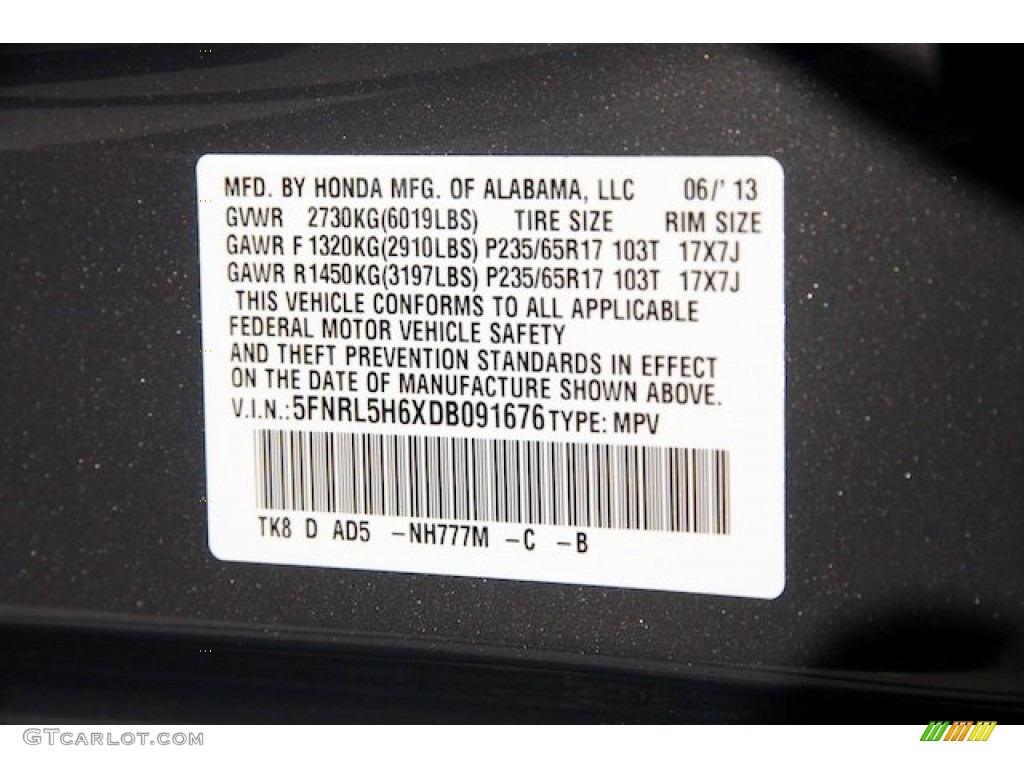 MFD. BY HONDA MFG. OF ALABAMA, LLC 06/' 13
GVWR 2730KG(6019LBS) TIRE SIZE RIM SIZE
GAWR F 1320KG(2910LBS) P235/65R17 103T 17X7J
GAWR R1450KG(3197LBS) P235/65R17 103T 17X7J
THIS VEHICLE CONFORMS TO ALL APPLICABLE
FEDERAL MOTOR VEHICLE SAFETY
AND THEFT PREVENTION STANDARDS IN EFFECT
ON THE DATE OF MANUFACTURE SHOWN ABOVE.
V.I.N.:5FNRL5H6XDB091676 TYPE: MPV
TK8 D AD5 -NH777M -C -B
GTCARLOT.COM